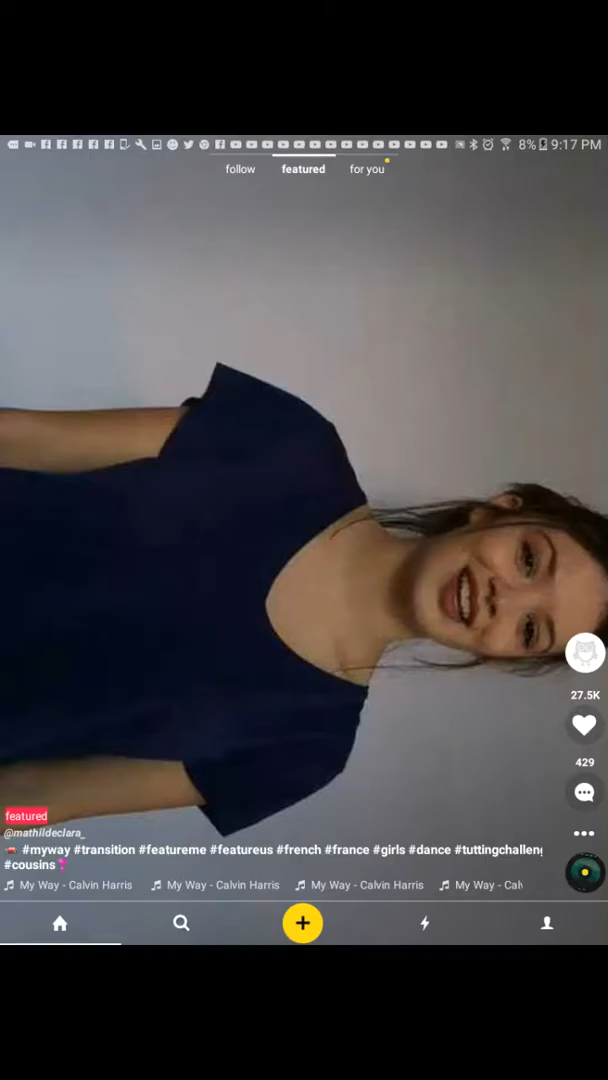 8% 9:17 PM
follow featured for you
27.5K
429
featured
@mathildeclara_
#myway #transition #featureme #featureus #french #france #girls #dance #tuttingchalleng
#cousins
My Way - Calvin Harris My Way - Calvin Harris My Way - Calvin Harris My Way - Calv